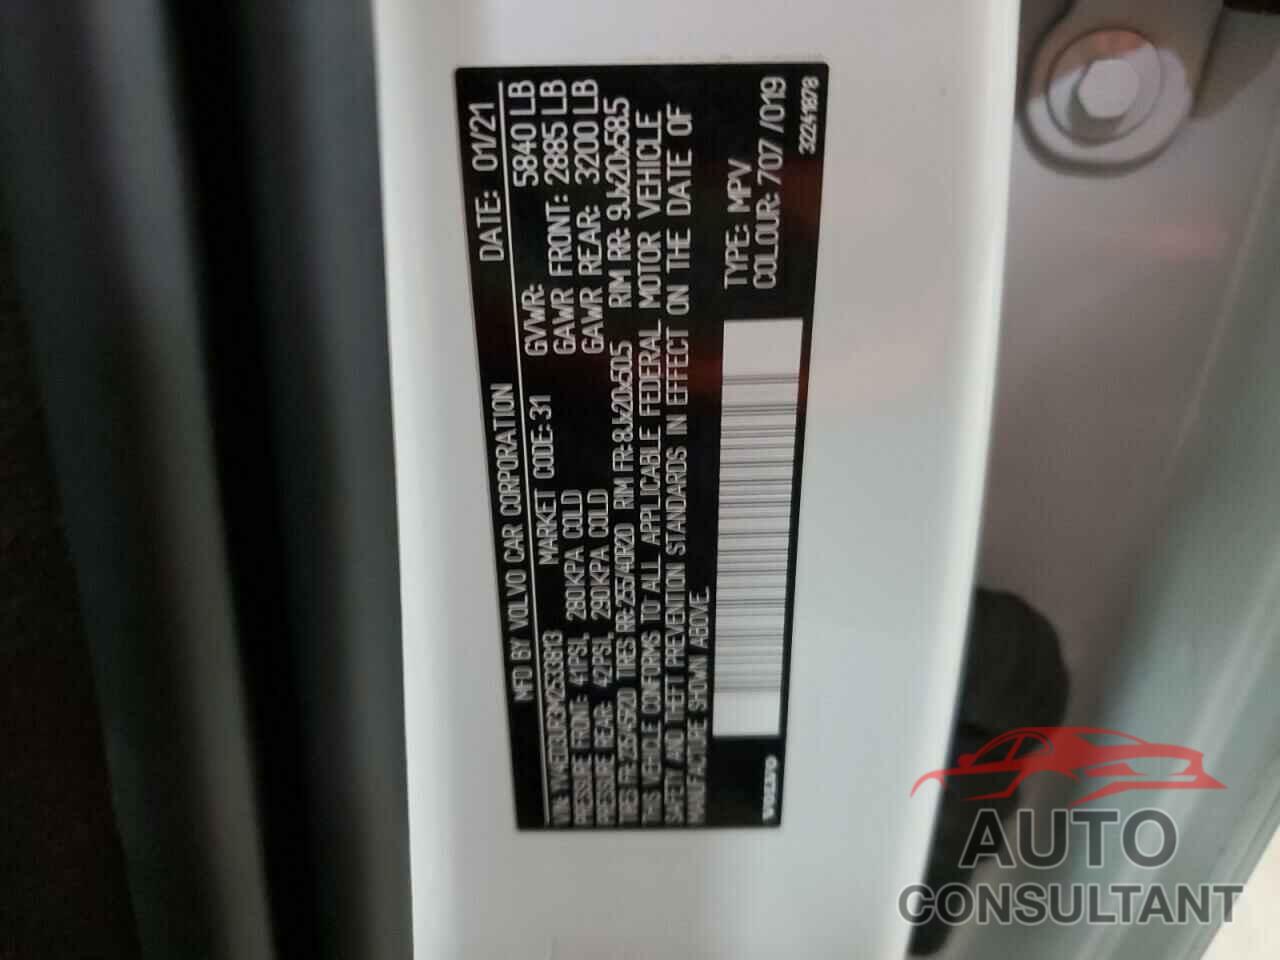 MFD BY VOLVO CAR CORPORATION DATE: 01/21
VIN: YV4ED3UR3M2533813 MARKET CODE: 31 GVWR: 5840 LB
PRESSURE FRONT: 41PSI, 280KPA COLD GAWR FRONT: 2885 LB
PRESSURE REAR: 42PSI, 290KPA COLD GAWR REAR: 3200 LB
TIRES FR: 235/45R20 TIRES RR: 255/40R20 RIM FR: 8Jx20x50.5 RIM RR: 9Jx20x58.5
THIS VEHICLE CONFORMS TO ALL APPLICABLE FEDERAL MOTOR VEHICLE
SAFETY AND THEFT PREVENTION STANDARDS IN EFFECT ON THE DATE OF
MANUFACTURE SHOWN ABOVE.
TYPE: MPV
COLOUR: 707 /019
VOLVO
32241878
AUTO
CONSULTANT